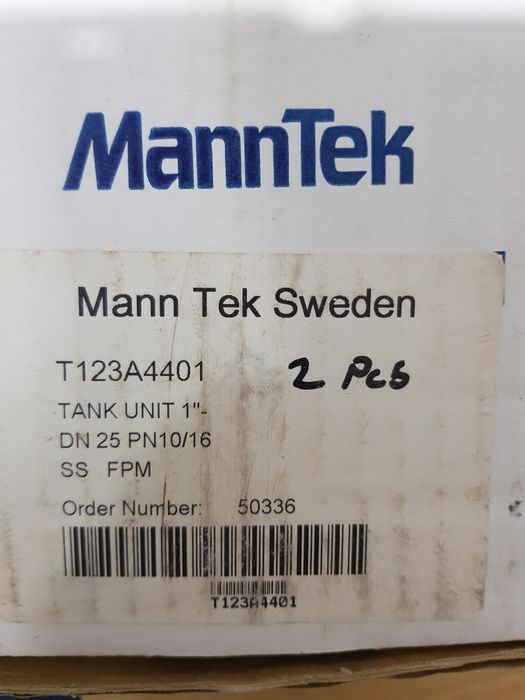 MannTek
Mann Tek Sweden
T123A4401 2 Pcs
TANK UNIT 1"-
DN 25 PN10/16
SS FPM
Order Number: 50336
T123A4401